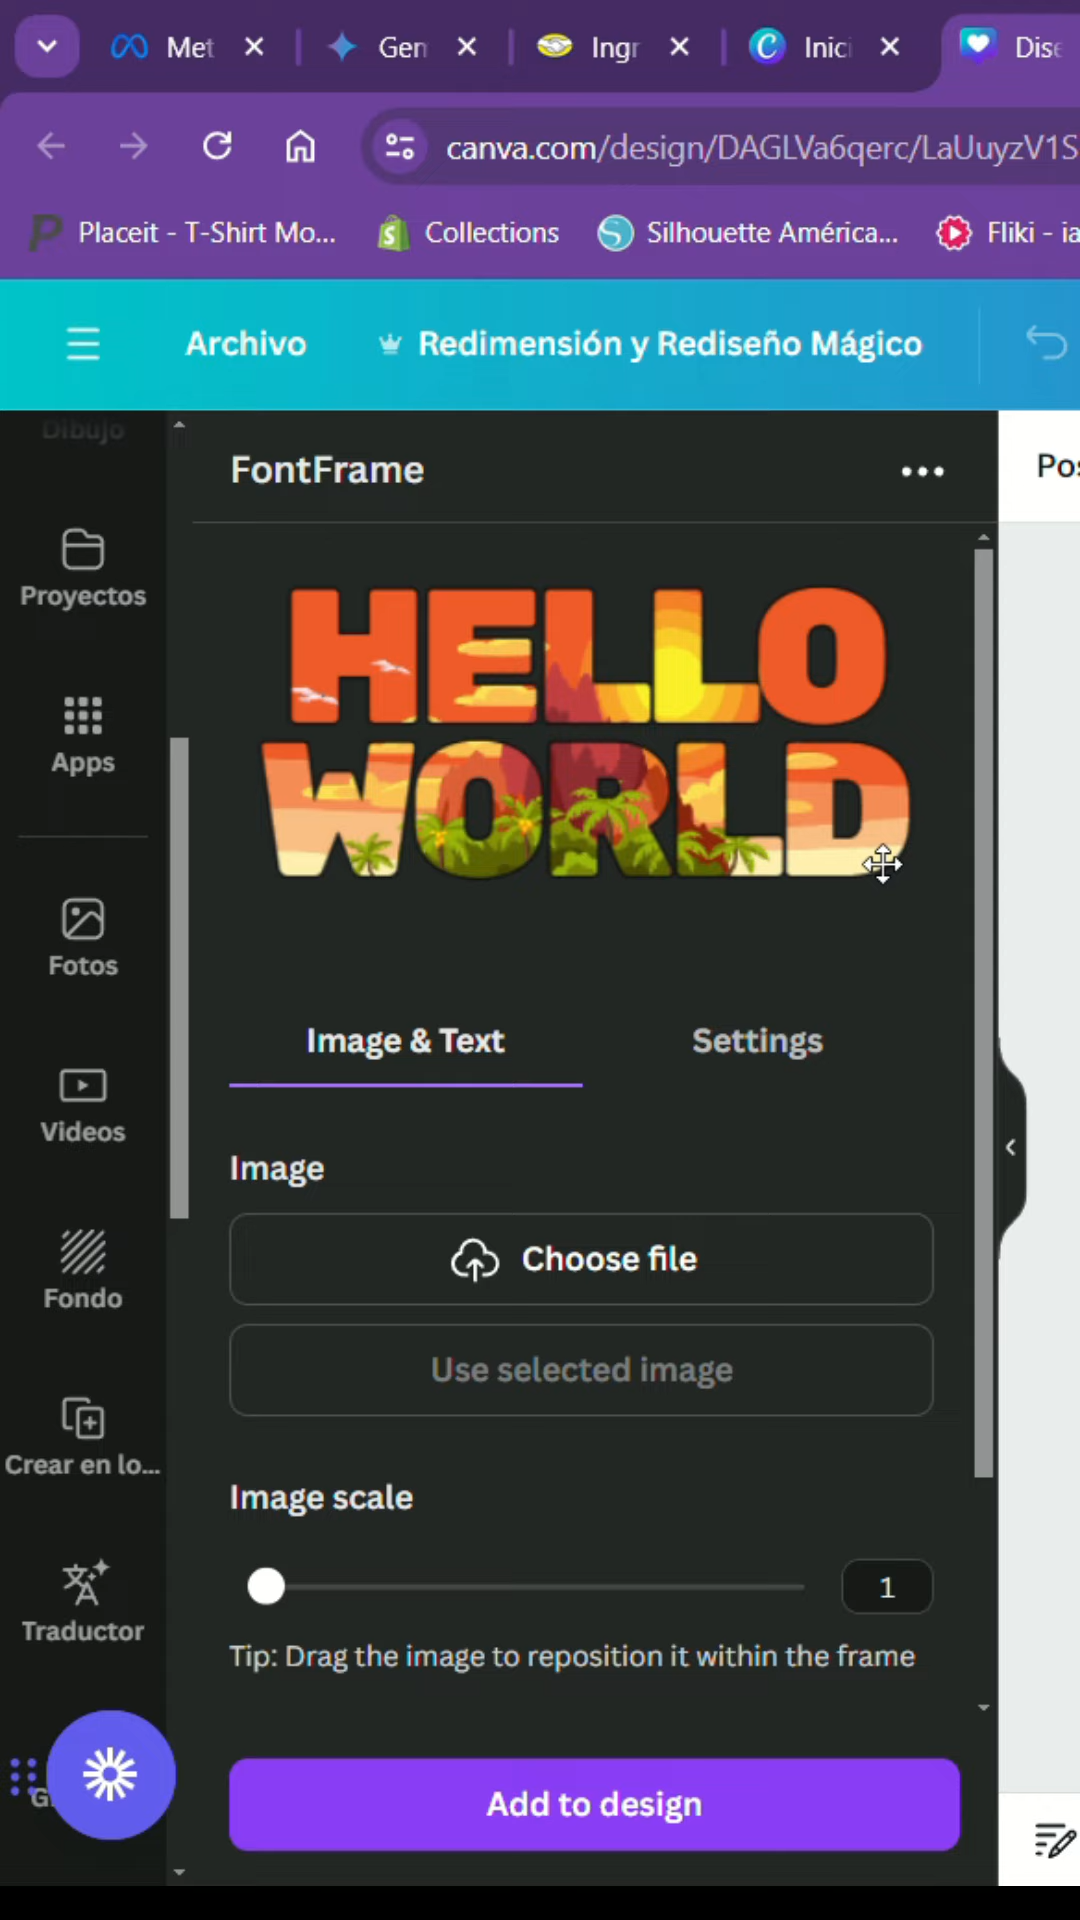 Met
Gen
Ingr
Inici
Dise
canva.com/design/DAGLVa6qerc/LaUuyzV1S
Placeit - T-Shirt Mo...
Collections
Silhouette América...
Fliki - ia
Archivo
Redimensión y Rediseño Mágico
Dibujo
FontFrame
Pos
Proyectos
HELLO
WORLD
Apps
Fotos
Image & Text
Settings
Videos
Image
Choose file
Fondo
Use selected image
Crear en lo...
Image scale
1
Traductor
Tip: Drag the image to reposition it within the frame
Add to design